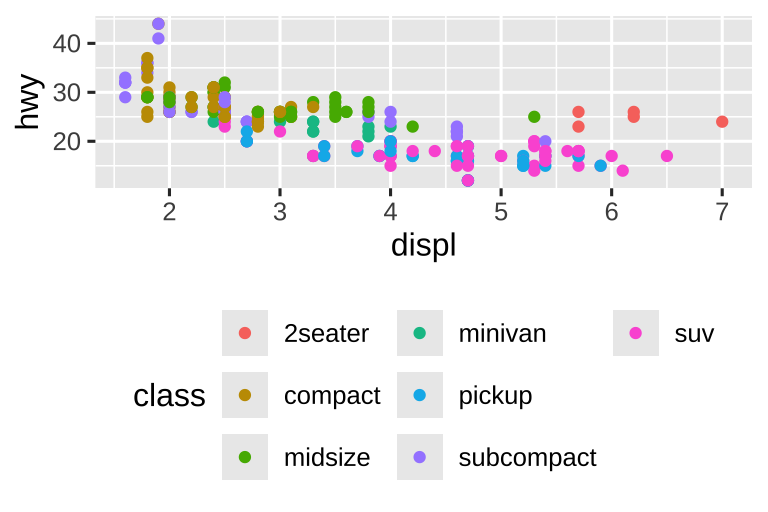 hwy
40
30
20
2 3 4 5 6 7
displ
class
2seater minivan suv
compact pickup
midsize subcompact